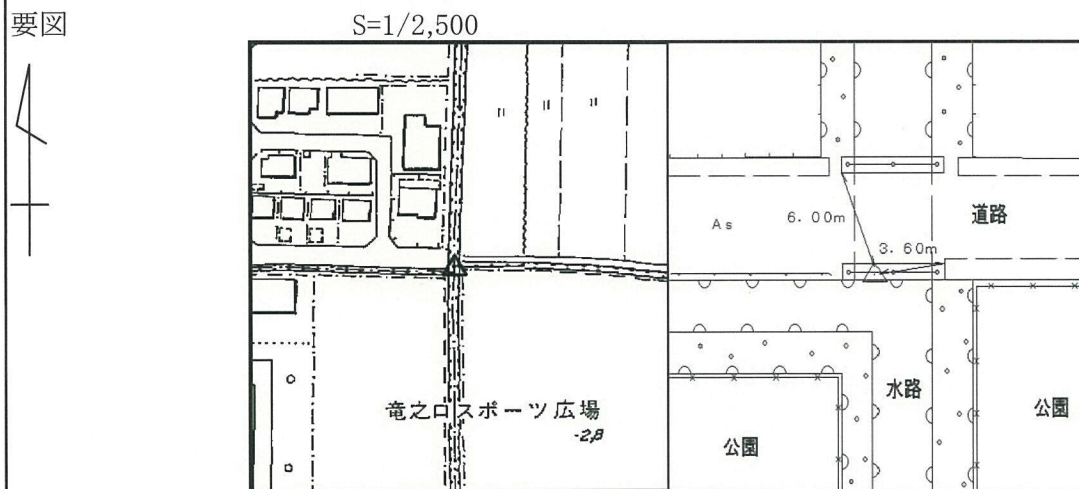 要図
S=1/2,500
竜之口スポーツ広場
-2.8
As
6.00m
3.60m
道路
水路
公園
公園